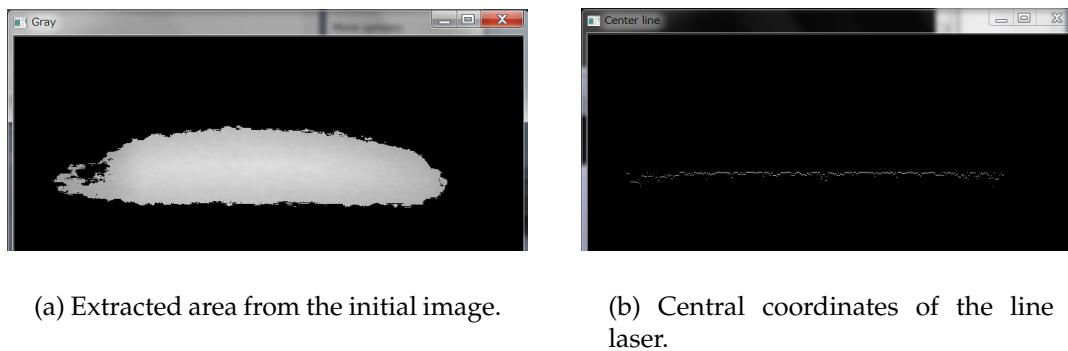 Gray
Center line
(a) Extracted area from the initial image.
(b) Central coordinates of the line
laser.